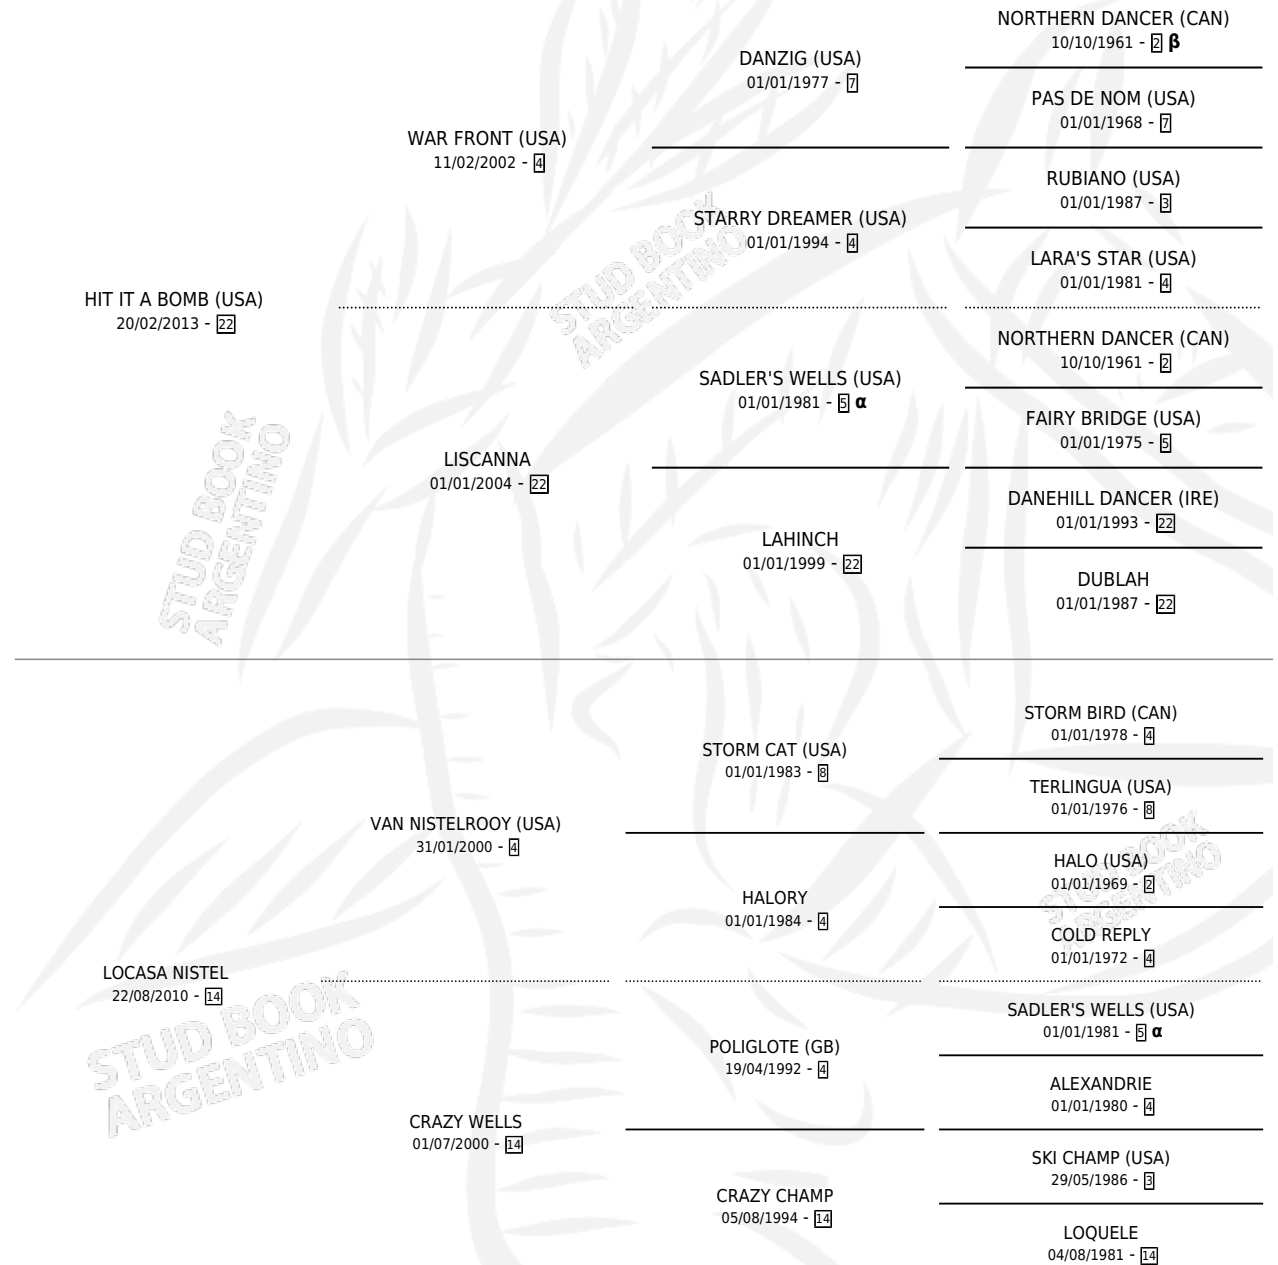 NORTHERN DANCER (CAN)
10/10/1961 - 2 β
DANZIG (USA)
01/01/1977 - 7
PAS DE NOM (USA)
01/01/1968 - 7
WAR FRONT (USA)
11/02/2002 - 4
RUBIANO (USA)
01/01/1987 - 3
STARRY DREAMER (USA)
01/01/1994 - 4
LARA'S STAR (USA)
01/01/1981 - 4
HIT IT A BOMB (USA)
20/02/2013 - 22
NORTHERN DANCER (CAN)
10/10/1961 - 2
SADLER'S WELLS (USA)
01/01/1981 - 5 α
FAIRY BRIDGE (USA)
01/01/1975 - 5
LISCANNA
01/01/2004 - 22
DANEHILL DANCER (IRE)
01/01/1993 - 22
LAHINCH
01/01/1999 - 22
DUBLAH
01/01/1987 - 22
STORM BIRD (CAN)
01/01/1978 - 4
STORM CAT (USA)
01/01/1983 - 8
TERLINGUA (USA)
01/01/1976 - 8
VAN NISTELROOY (USA)
31/01/2000 - 4
HALO (USA)
01/01/1969 - 2
HALORY
01/01/1984 - 4
COLD REPLY
01/01/1972 - 4
LOCASA NISTEL
22/08/2010 - 14
SADLER'S WELLS (USA)
01/01/1981 - 5 α
POLIGLOTE (GB)
19/04/1992 - 4
ALEXANDRIE
01/01/1980 - 4
CRAZY WELLS
01/07/2000 - 14
SKI CHAMP (USA)
29/05/1986 - 3
CRAZY CHAMP
05/08/1994 - 14
LOQUELE
04/08/1981 - 14
STUD BOOK
ARGENTINO
STUD BOOK
ARGENTINO
STUD BOOK
ARGENTINO
STUD BOOK
ARGENTINO